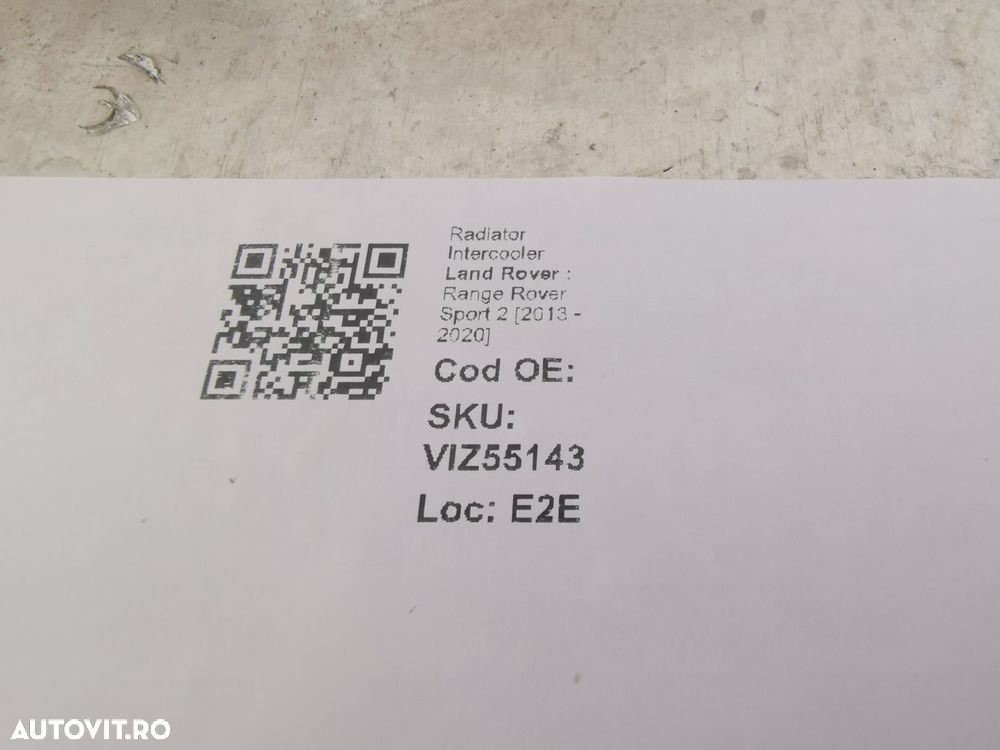 Radiator
Intercooler
Land Rover :
Range Rover
Sport 2 [2013 -
2020]
Cod OE:
SKU:
VIZ55143
Loc: E2E
AUTOVIT.RO